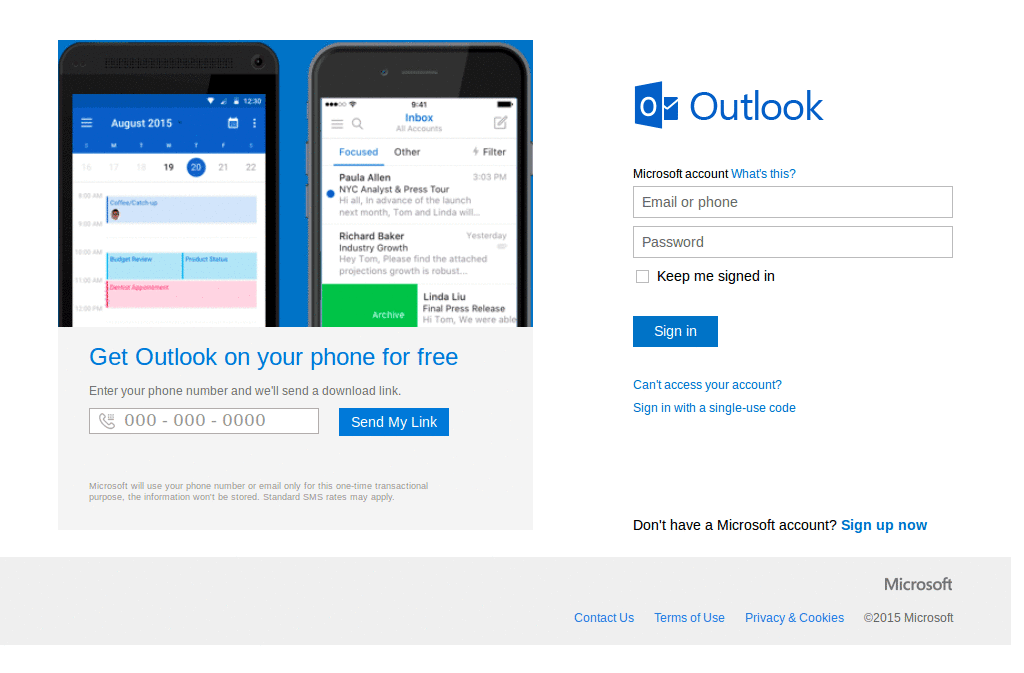 12:30
August 2015
S M T W T F S
16 17 18 19 20 21 22
8:00 AM
Coffee/Catch-up
9:00 AM
10:00 AM
Budget Review Product Status
11:00 AM
Dentist Appointment
12:00 PM
9:41
Inbox
All Accounts
Focused Other Filter
Paula Allen 3:03 PM
NYC Analyst & Press Tour
Hi all, In advance of the launch
next month, Tom and Linda will...
Richard Baker Yesterday
Industry Growth
Hey Tom, Please find the attached
projections growth is robust...
Archive
Linda Liu
Final Press Release
Hi Tom, We were able
Get Outlook on your phone for free
Enter your phone number and we'll send a download link.
000 - 000 - 0000 Send My Link
Microsoft will use your phone number or email only for this one-time transactional
purpose, the information won't be stored. Standard SMS rates may apply.
Outlook
Microsoft account What's this?
Email or phone
Password
Keep me signed in
Sign in
Can't access your account?
Sign in with a single-use code
Don't have a Microsoft account? Sign up now
Microsoft
Contact Us Terms of Use Privacy & Cookies ©2015 Microsoft